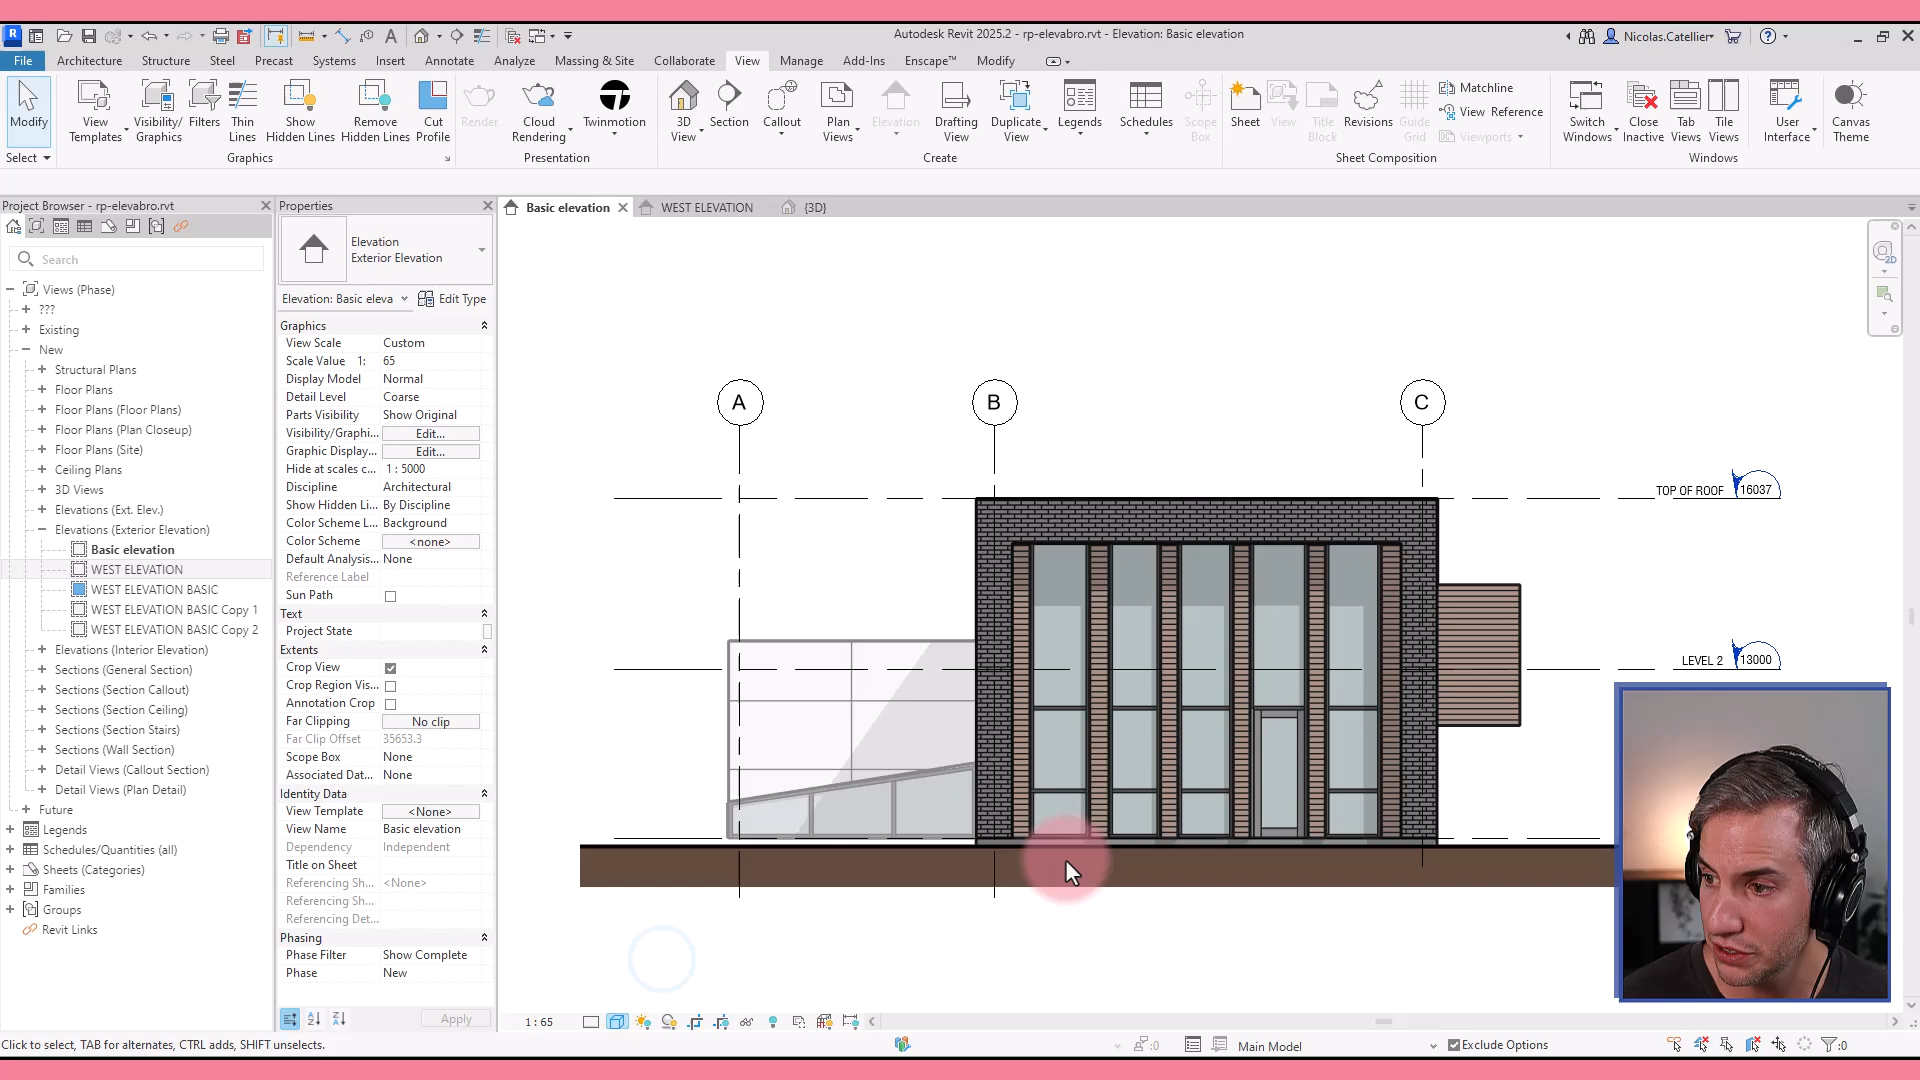 Autodesk Revit 2025.2 - rp-elevabro.rvt - Elevation: Basic elevation
Nicolas.Catellier
File Architecture Structure Steel Precast Systems Insert Annotate Analyze Massing & Site Collaborate View Manage Add-Ins Enscape™ Modify
Modify
View Templates
Visibility/ Graphics
Filters
Thin Lines
Show Hidden Lines
Remove Hidden Lines
Cut Profile
Render
Cloud Rendering
Twinmotion
3D View
Section
Callout
Plan Views
Elevation
Drafting View
Duplicate View
Legends
Schedules
Scope Box
Sheet
View
Title Block
Revisions
Guide Grid
Matchline
View Reference
Viewports
Switch Windows
Close Inactive
Tab Views
Tile Views
User Interface
Canvas Theme
Select Graphics Presentation Create Sheet Composition Windows
Project Browser - rp-elevabro.rvt
Search
Views (Phase)
???
Existing
New
Structural Plans
Floor Plans
Floor Plans (Floor Plans)
Floor Plans (Plan Closeup)
Floor Plans (Site)
Ceiling Plans
3D Views
Elevations (Ext. Elev.)
Elevations (Exterior Elevation)
Basic elevation
WEST ELEVATION
WEST ELEVATION BASIC
WEST ELEVATION BASIC Copy 1
WEST ELEVATION BASIC Copy 2
Elevations (Interior Elevation)
Sections (General Section)
Sections (Section Callout)
Sections (Section Ceiling)
Sections (Section Stairs)
Sections (Wall Section)
Detail Views (Callout Section)
Detail Views (Plan Detail)
Future
Legends
Schedules/Quantities (all)
Sheets (Categories)
Families
Groups
Revit Links
Properties
Elevation
Exterior Elevation
Elevation: Basic eleva Edit Type
Graphics
View Scale Custom
Scale Value 1: 65
Display Model Normal
Detail Level Coarse
Parts Visibility Show Original
Visibility/Graphi... Edit...
Graphic Display... Edit...
Hide at scales c... 1 : 5000
Discipline Architectural
Show Hidden Li... By Discipline
Color Scheme L... Background
Color Scheme <none>
Default Analysis... None
Reference Label
Sun Path
Text
Project State
Extents
Crop View
Crop Region Vis...
Annotation Crop
Far Clipping No clip
Far Clip Offset 35653.3
Scope Box None
Associated Dat... None
Identity Data
View Template <None>
View Name Basic elevation
Dependency Independent
Title on Sheet
Referencing Sh... <None>
Referencing Sh...
Referencing Det...
Phasing
Phase Filter Show Complete
Phase New
Apply
Basic elevation WEST ELEVATION {3D}
A B C
TOP OF ROOF 16037
LEVEL 2 13000
2D
1 : 65
Click to select, TAB for alternates, CTRL adds, SHIFT unselects.
:0
Main Model
Exclude Options
:0